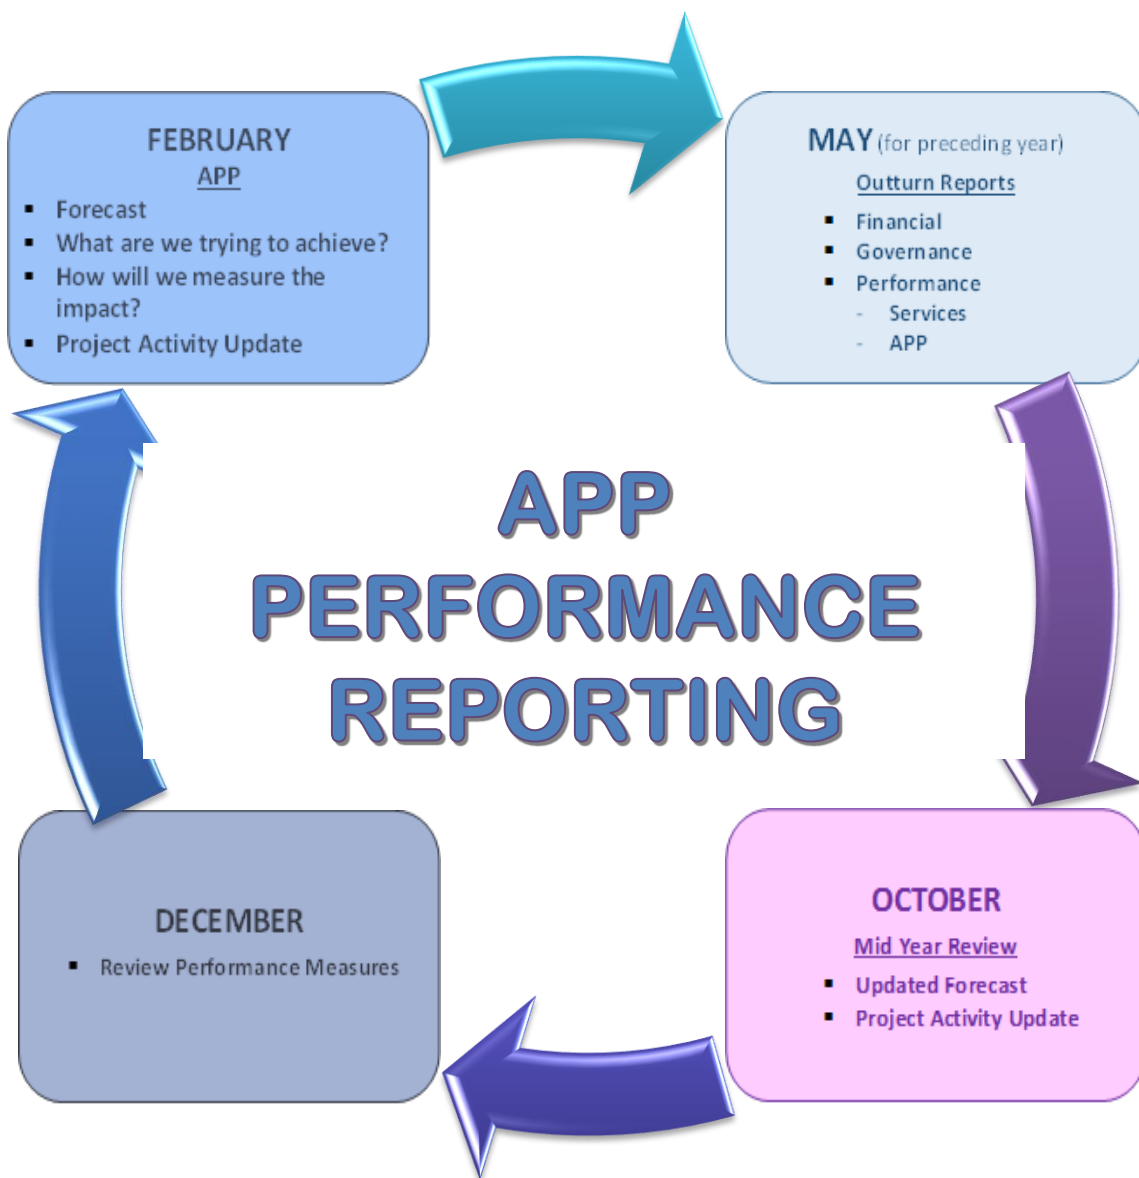 FEBRUARY
APP
▪ Forecast
▪ What are we trying to achieve?
▪ How will we measure the
impact?
▪ Project Activity Update
MAY (for preceding year)
Outturn Reports
▪ Financial
▪ Governance
▪ Performance
- Services
- APP
APP
PERFORMANCE
REPORTING
DECEMBER
▪ Review Performance Measures
OCTOBER
Mid Year Review
▪ Updated Forecast
▪ Project Activity Update